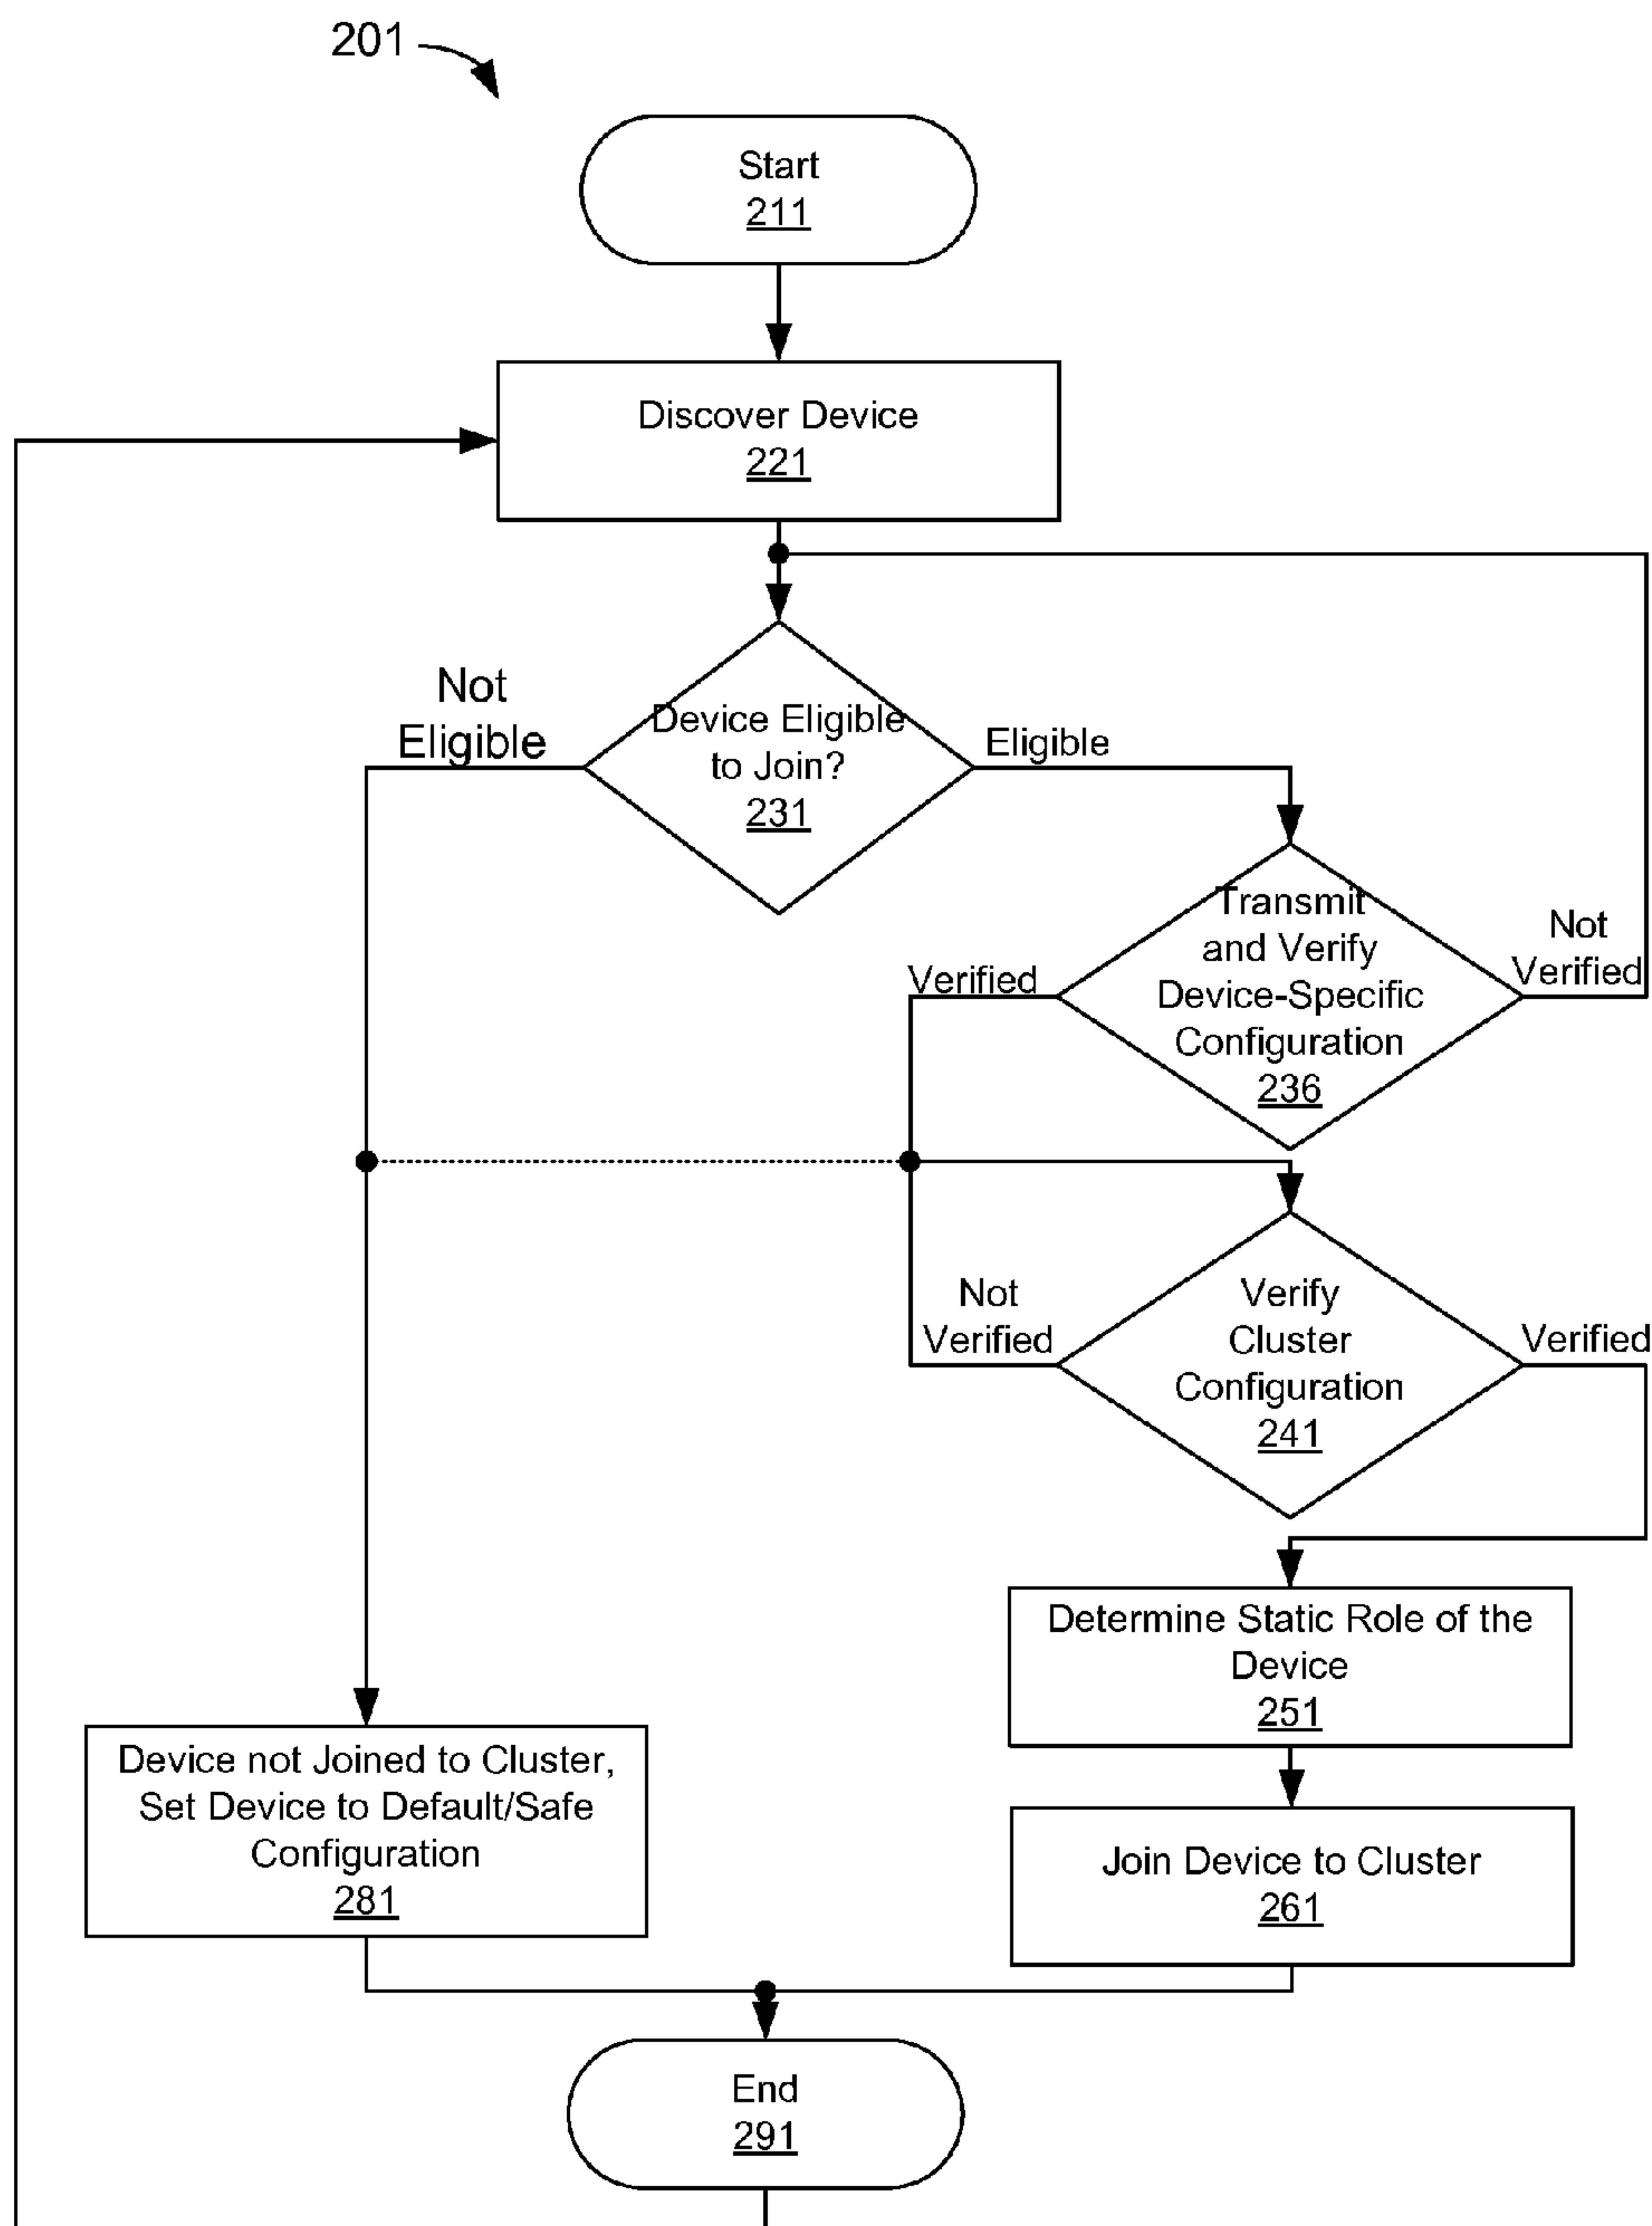 201
Start
211
Discover Device
221
Not
Eligible
Device Eligible
to Join?
231
Eligible
Transmit
and Verify
Device-Specific
Configuration
236
Not
Verified
Verified
Not
Verified
Verify
Cluster
Configuration
241
Verified
Determine Static Role of the
Device
251
Device not Joined to Cluster,
Set Device to Default/Safe
Configuration
281
Join Device to Cluster
261
End
291